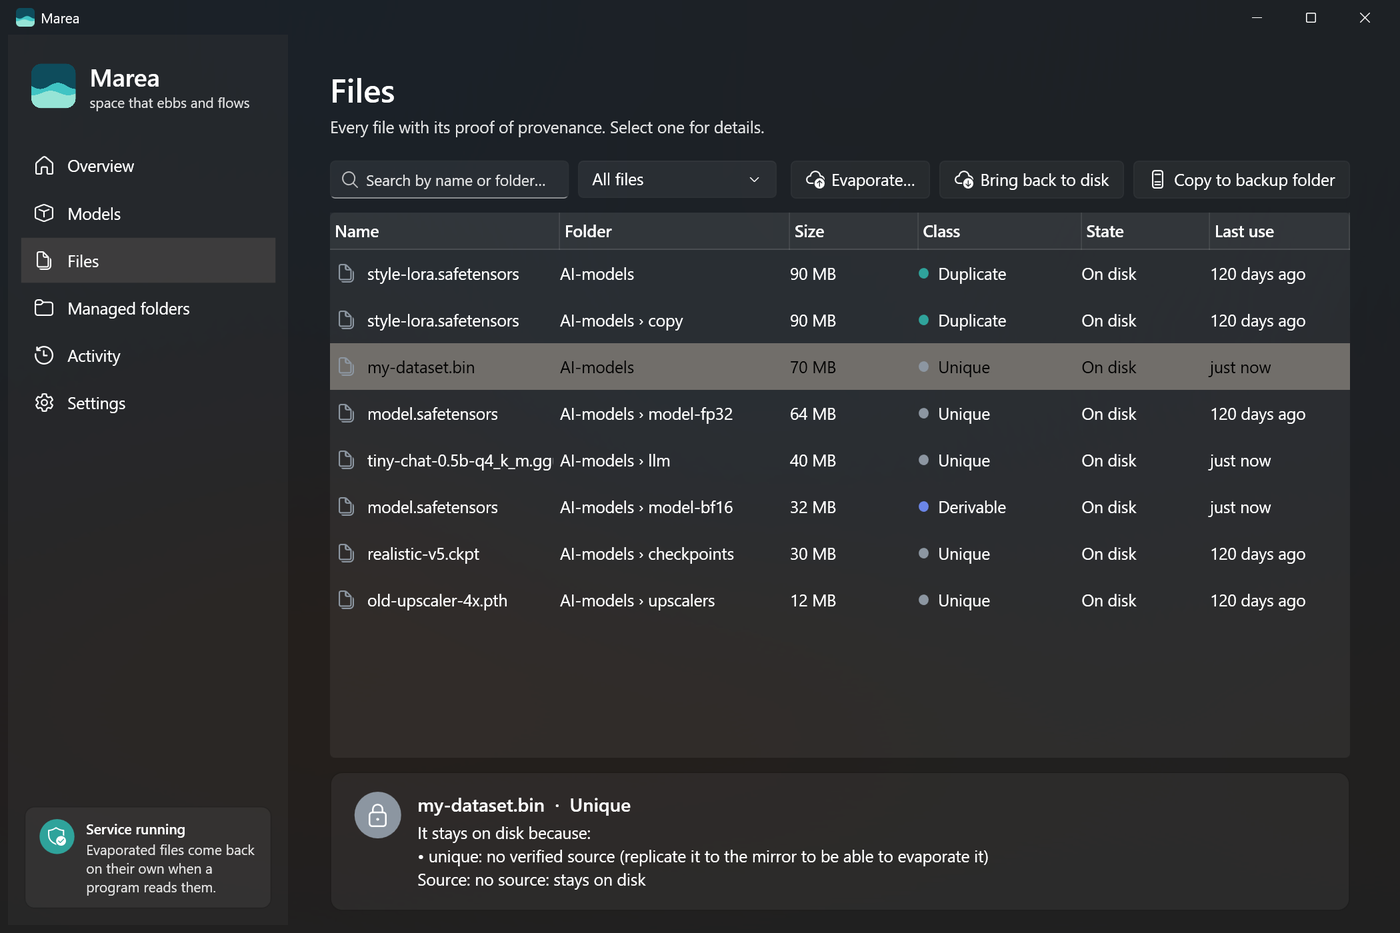 Marea
Marea
space that ebbs and flows
Overview
Models
Files
Managed folders
Activity
Settings
Service running
Evaporated files come back
on their own when a
program reads them.
Files
Every file with its proof of provenance. Select one for details.
Search by name or folder...
All files
Evaporate...
Bring back to disk
Copy to backup folder
Name Folder Size Class State Last use
style-lora.safetensors AI-models 90 MB Duplicate On disk 120 days ago
style-lora.safetensors AI-models › copy 90 MB Duplicate On disk 120 days ago
my-dataset.bin AI-models 70 MB Unique On disk just now
model.safetensors AI-models › model-fp32 64 MB Unique On disk 120 days ago
tiny-chat-0.5b-q4_k_m.ggu AI-models › llm 40 MB Unique On disk just now
model.safetensors AI-models › model-bf16 32 MB Derivable On disk just now
realistic-v5.ckpt AI-models › checkpoints 30 MB Unique On disk 120 days ago
old-upscaler-4x.pth AI-models › upscalers 12 MB Unique On disk 120 days ago
my-dataset.bin · Unique
It stays on disk because:
• unique: no verified source (replicate it to the mirror to be able to evaporate it)
Source: no source: stays on disk